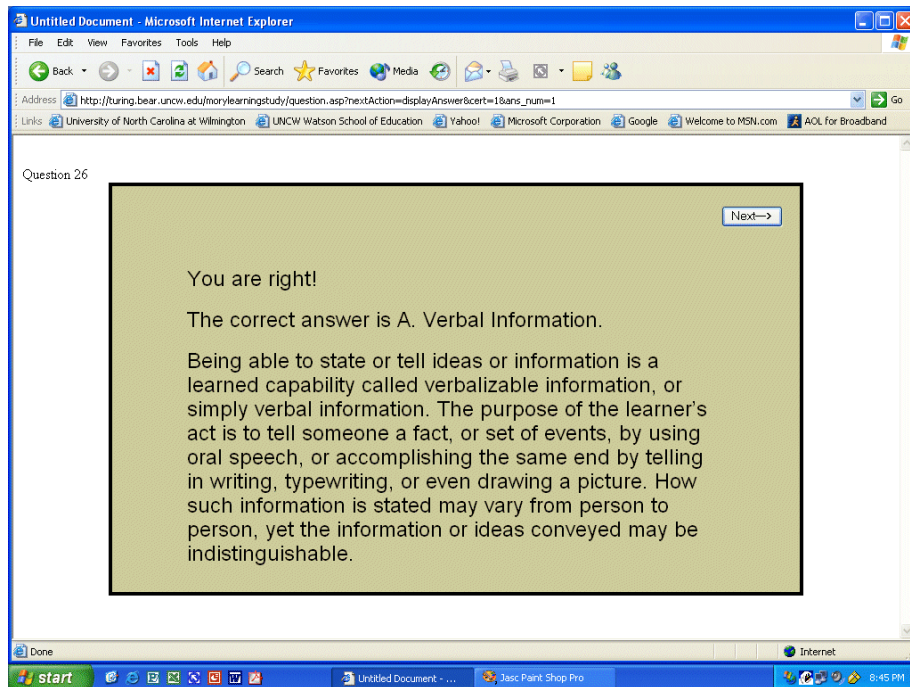 Untitled Document - Microsoft Internet Explorer
File Edit View Favorites Tools Help
Back Search Favorites Media
Address http://turing.bear.uncw.edu/morylearningstudy/question.asp?nextAction=displayAnswer&cert=1&ans_num=1 Go
Links University of North Carolina at Wilmington UNCW Watson School of Education Yahoo! Microsoft Corporation Google Welcome to MSN.com AOL for Broadband
Question 26
Next-->
You are right!
The correct answer is A. Verbal Information.
Being able to state or tell ideas or information is a
learned capability called verbalizable information, or
simply verbal information. The purpose of the learner's
act is to tell someone a fact, or set of events, by using
oral speech, or accomplishing the same end by telling
in writing, typewriting, or even drawing a picture. How
such information is stated may vary from person to
person, yet the information or ideas conveyed may be
indistinguishable.
Done Internet
start Untitled Document - ... Jasc Paint Shop Pro 8:45 PM